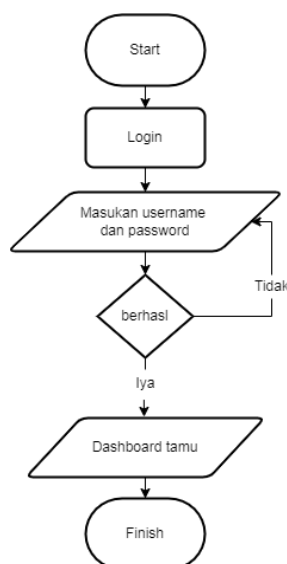 Start
Login
Masukan username
dan password
berhasl
Tidak
Iya
Dashboard tamu
Finish